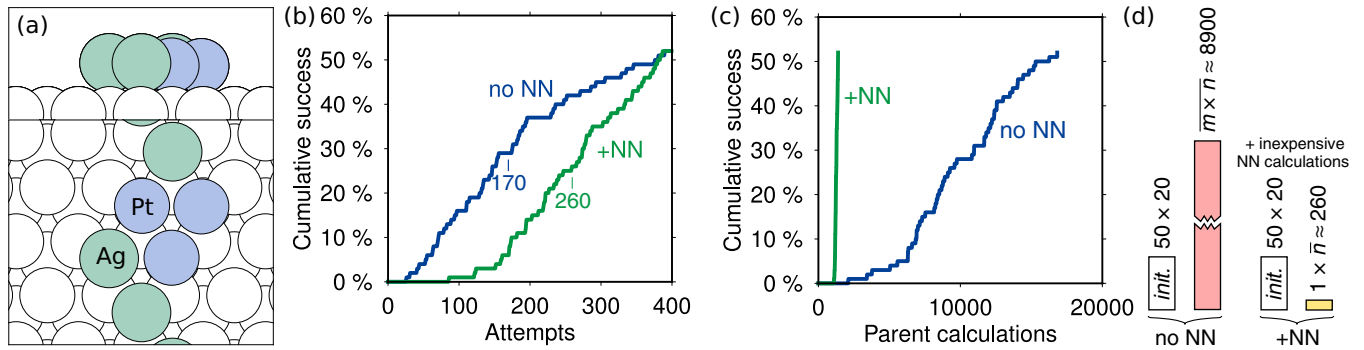 (a)
Pt
Ag
(b)
Cumulative success
60 %
50 %
40 %
30 %
20 %
10 %
0 %
no NN
170
+NN
260
0
100
200
300
400
Attempts
(c)
Cumulative success
60 %
50 %
40 %
30 %
20 %
10 %
0 %
+NN
no NN
0
10000
20000
Parent calculations
(d)
init.
50 × 20
m × n ≈ 8900
no NN
+ inexpensive
NN calculations
init.
50 × 20
1 × n̄ ≈ 260
+NN